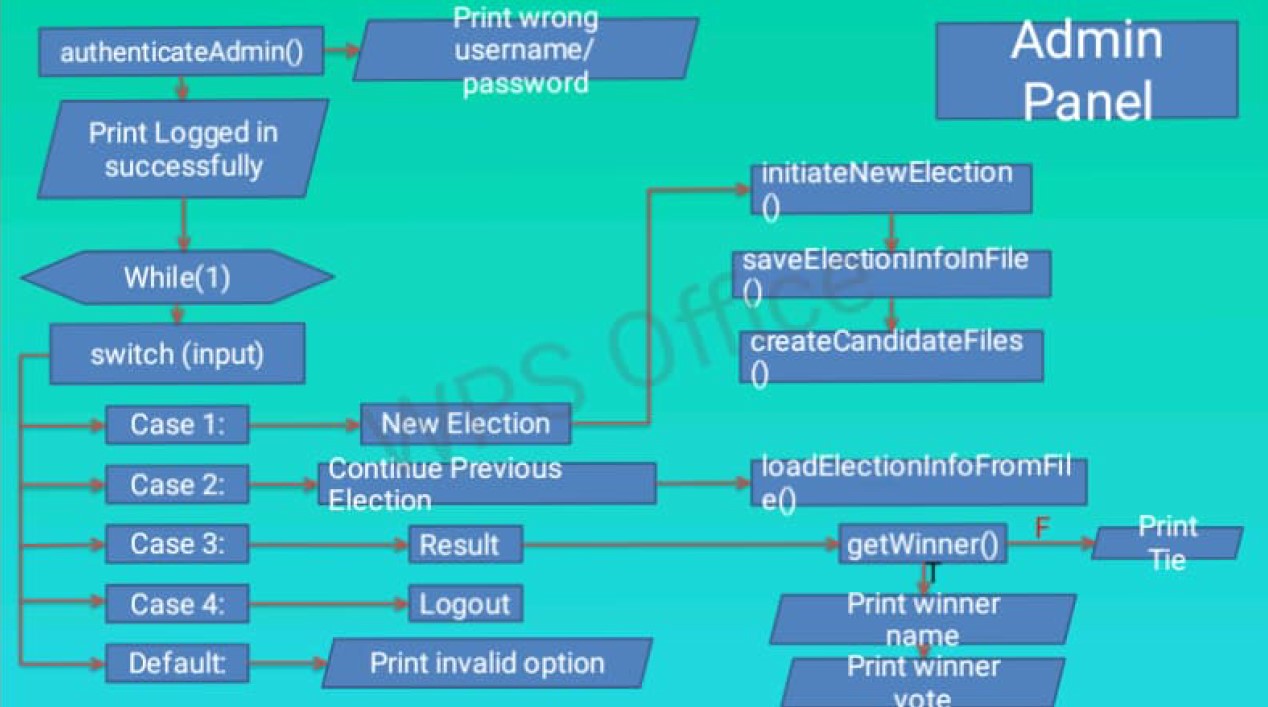 authenticateAdmin()
Print wrong
username/
password
Admin
Panel
Print Logged in
successfully
initiateNewElection
()
While(1)
saveElectionInfoInFile
()
switch (input)
createCandidateFiles
()
Case 1:
New Election
Case 2:
Continue Previous
Election
loadElectionInfoFromFil
e()
Case 3:
Result
getWinner()
F
Print
Tie
T
Case 4:
Logout
Print winner
name
Default:
Print invalid option
Print winner
vote
WPS Office